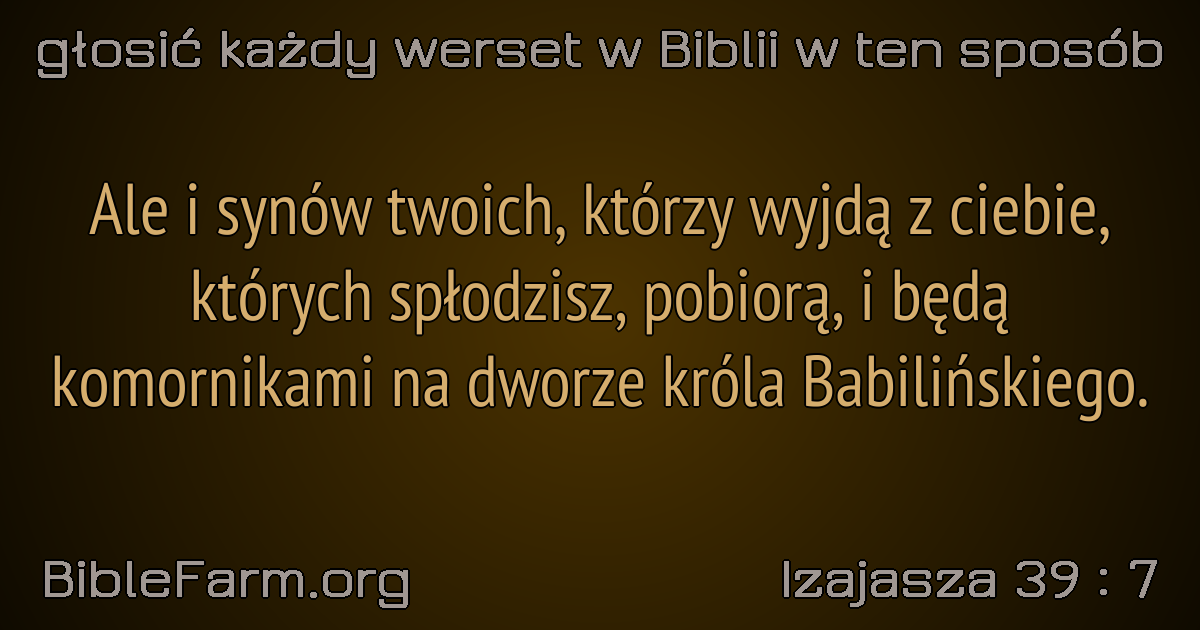 głosić każdy werset w Biblii w ten sposób
Ale i synów twoich, którzy wyjdą z ciebie,
których spłodzisz, pobiorą, i będą
komornikami na dworze króla Babilińskiego.
BibleFarm.org
Izajasza 39 : 7